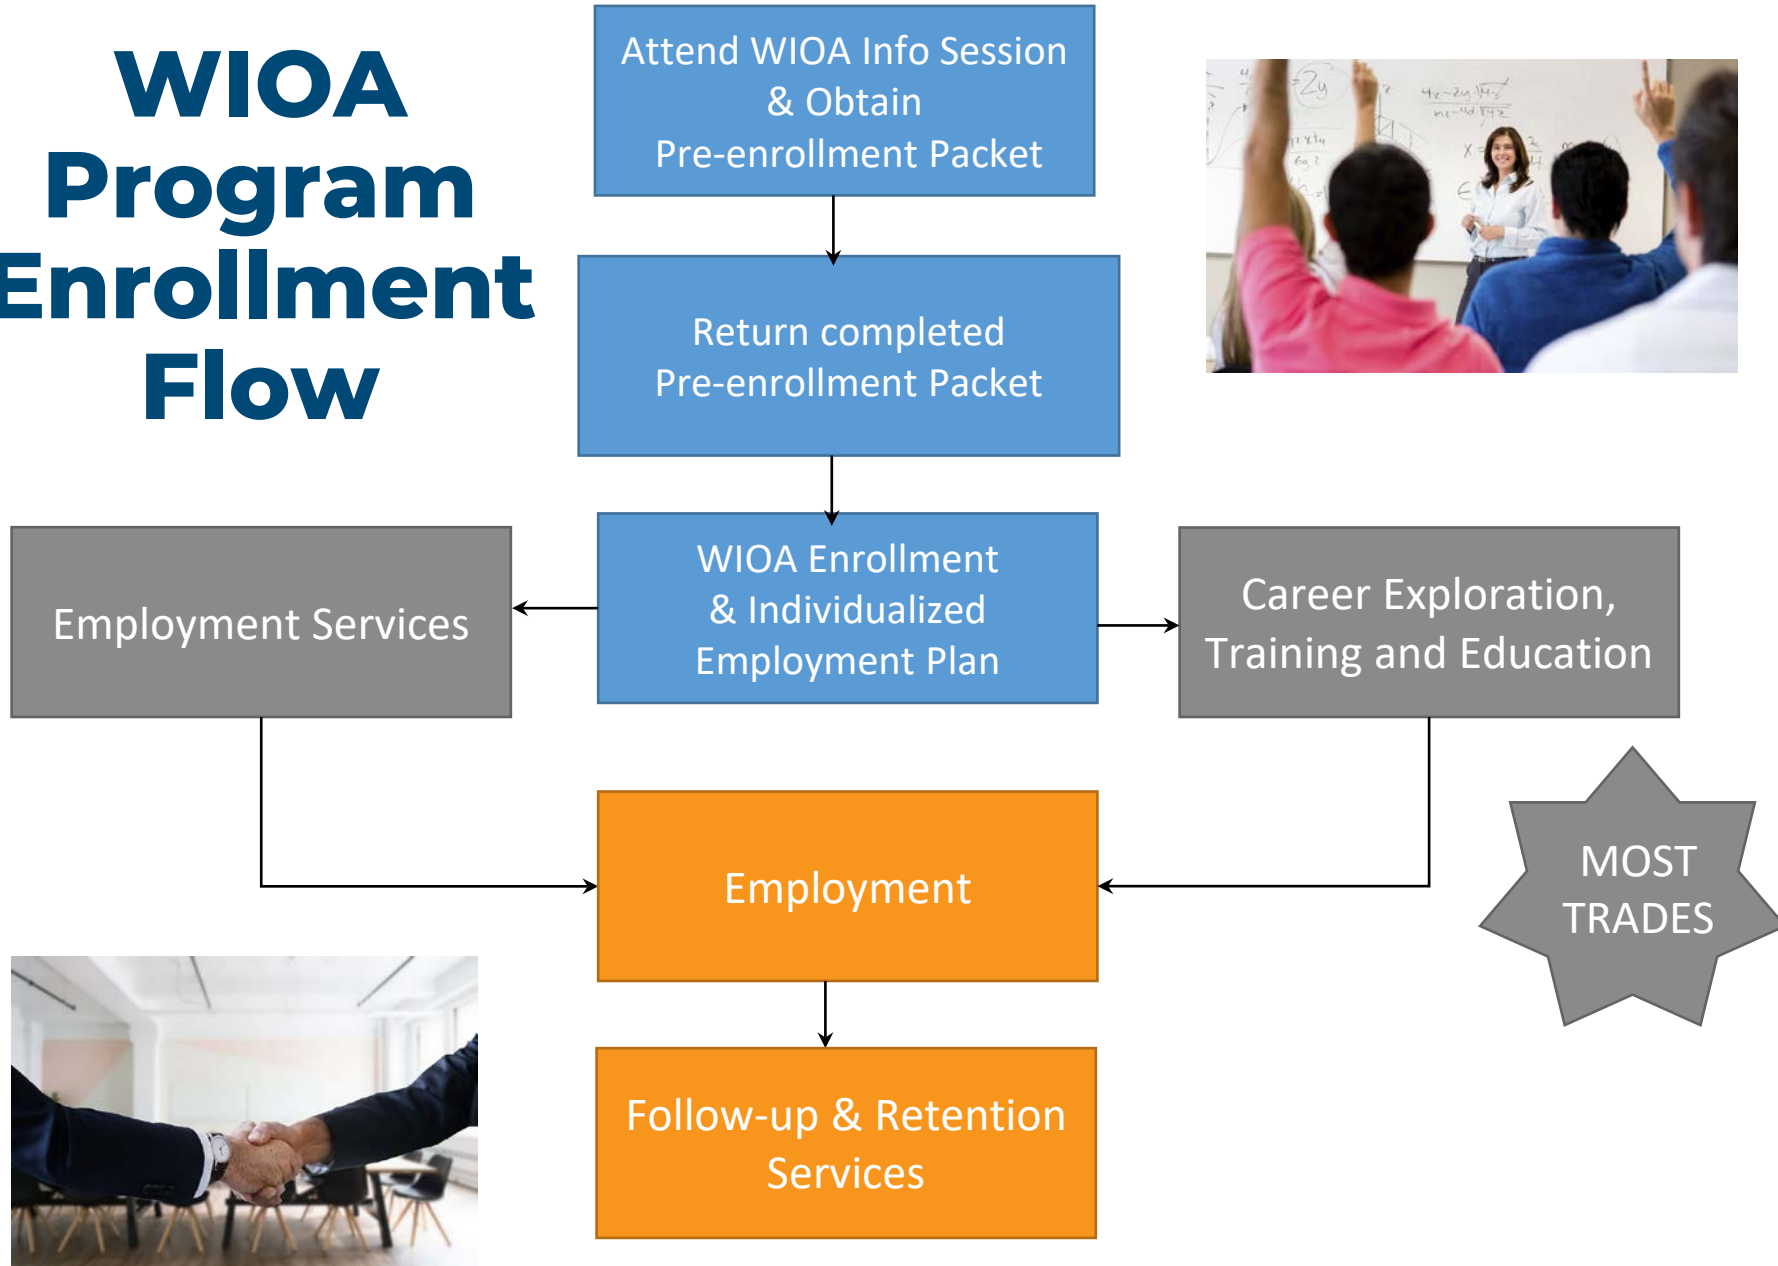 WIOA
Program
Enrollment
Flow
Attend WIOA Info Session
& Obtain
Pre-enrollment Packet
2y
Return completed
Pre-enrollment Packet
Employment Services
WIOA Enrollment
& Individualized
Employment Plan
Career Exploration,
Training and Education
Employment
MOST
TRADES
Follow-up & Retention
Services